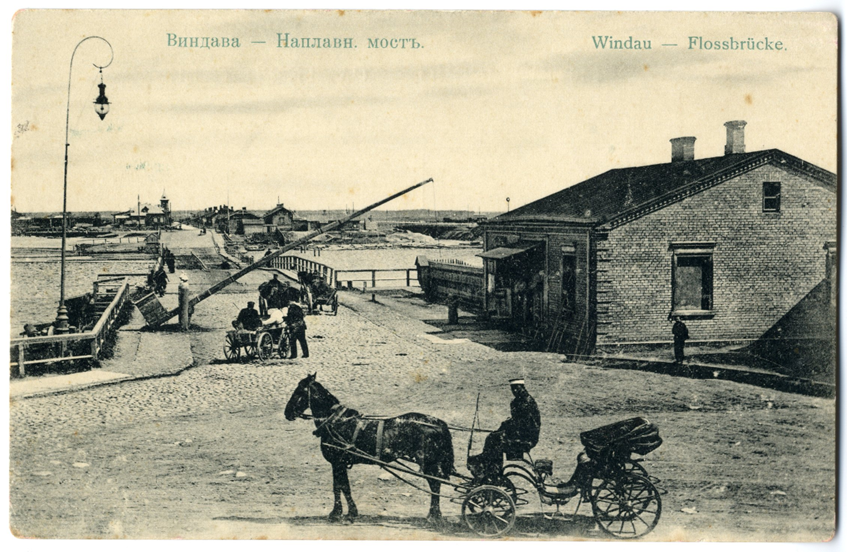 Виндава — Наплавн. мостъ.
Windau — Flossbrücke.